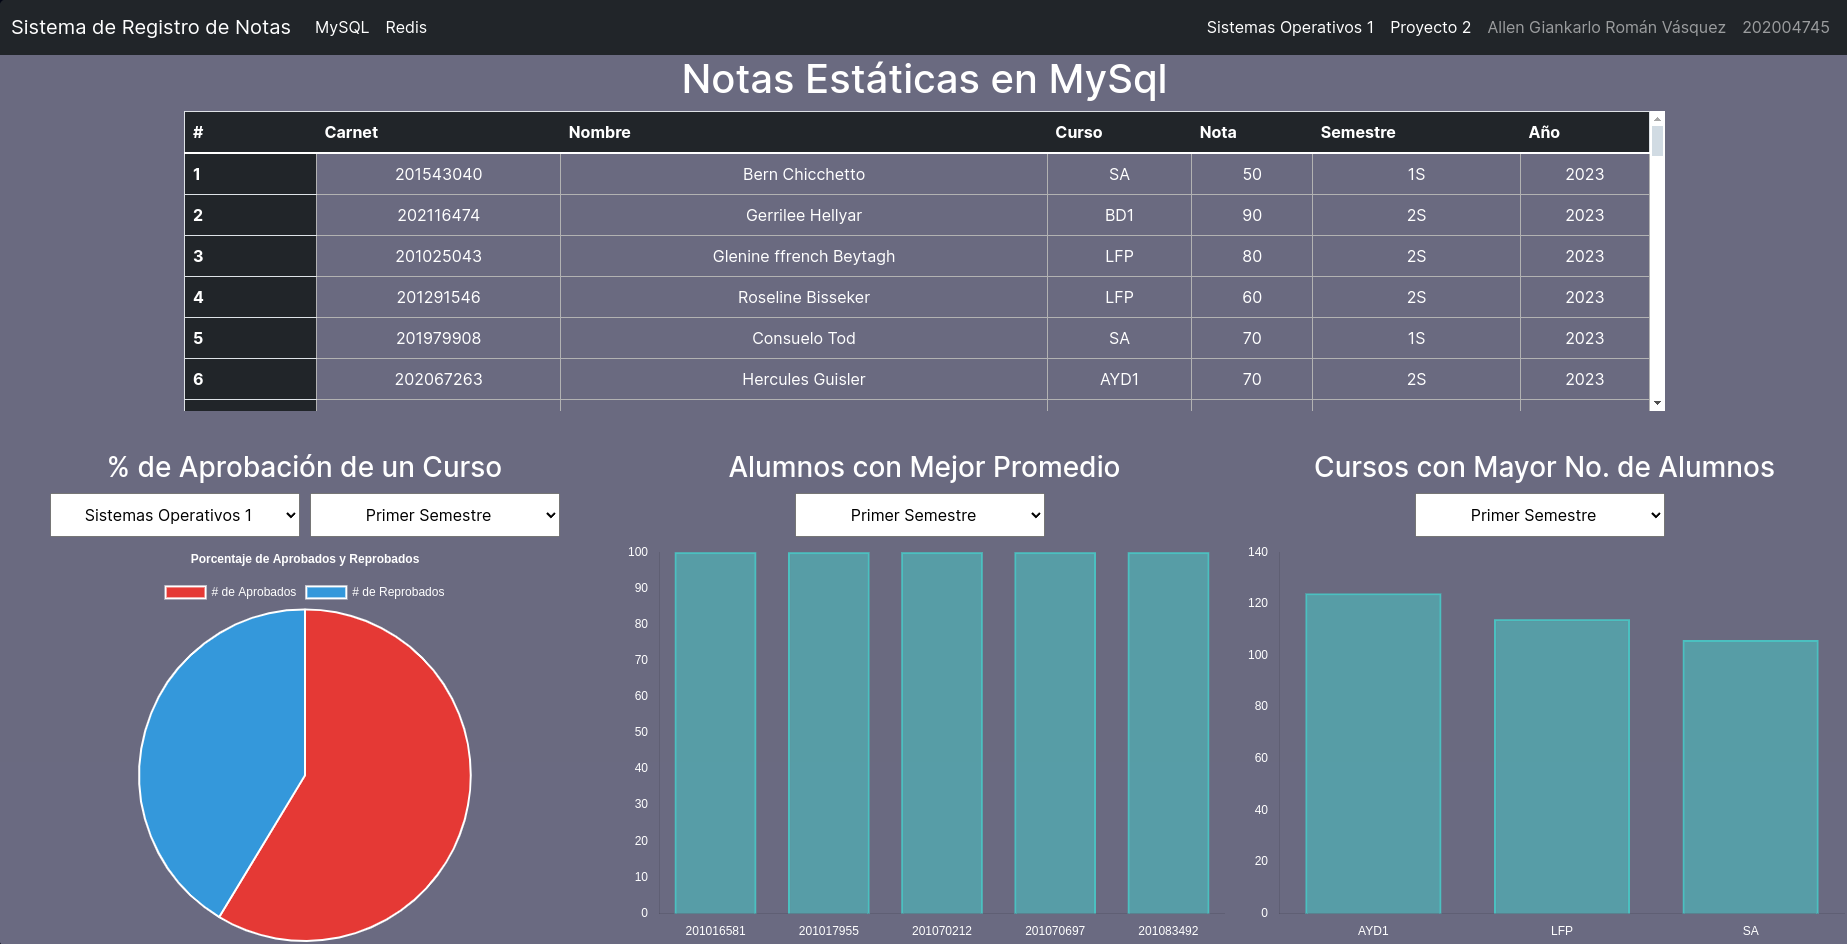 Sistema de Registro de Notas MySQL Redis Sistemas Operativos 1 Proyecto 2 Allen Giankarlo Román Vásquez 202004745
Notas Estáticas en MySql
# Carnet Nombre Curso Nota Semestre Año
1 201543040 Bern Chicchetto SA 50 1S 2023
2 202116474 Gerrilee Hellyar BD1 90 2S 2023
3 201025043 Glenine ffrench Beytagh LFP 80 2S 2023
4 201291546 Roseline Bisseker LFP 60 2S 2023
5 201979908 Consuelo Tod SA 70 1S 2023
6 202067263 Hercules Guisler AYD1 70 2S 2023
% de Aprobación de un Curso
Sistemas Operativos 1 Primer Semestre
Porcentaje de Aprobados y Reprobados
# de Aprobados # de Reprobados
Alumnos con Mejor Promedio
Primer Semestre
100
90
80
70
60
50
40
30
20
10
0
201016581 201017955 201070212 201070697 201083492
Cursos con Mayor No. de Alumnos
Primer Semestre
140
120
100
80
60
40
20
0
AYD1 LFP SA